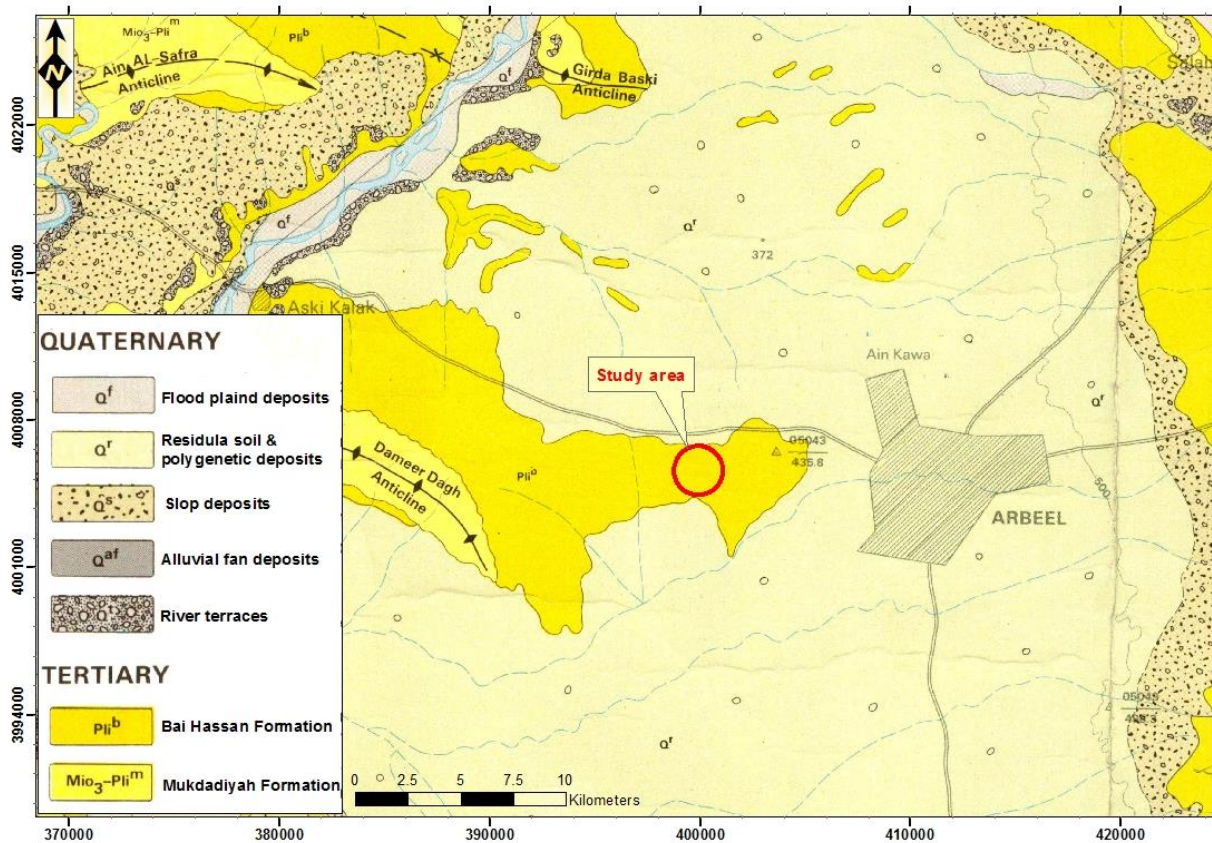 N
Mio3-Pli m
Pli b
Ain AL-Safra
Anticline
Q f
Girda Baski
Anticline
Q s
Q f
Q r
372
Aski Kalak
Ain Kawa
Study area
Q r
05043
435.8
Dameer Dagh
Anticline
Pli b
500
ARBEEL
Q r
05043
QUATERNARY
Q f Flood plaind deposits
Q r Residula soil &
polygenetic deposits
Q s Slop deposits
Q af Alluvial fan deposits
Q t River terraces
TERTIARY
Pli b Bai Hassan Formation
Mio3-Pli m Mukdadiyah Formation
0 2.5 5 7.5 10
Kilometers
4022000
4015000
4008000
4001000
3994000
370000 380000 390000 400000 410000 420000